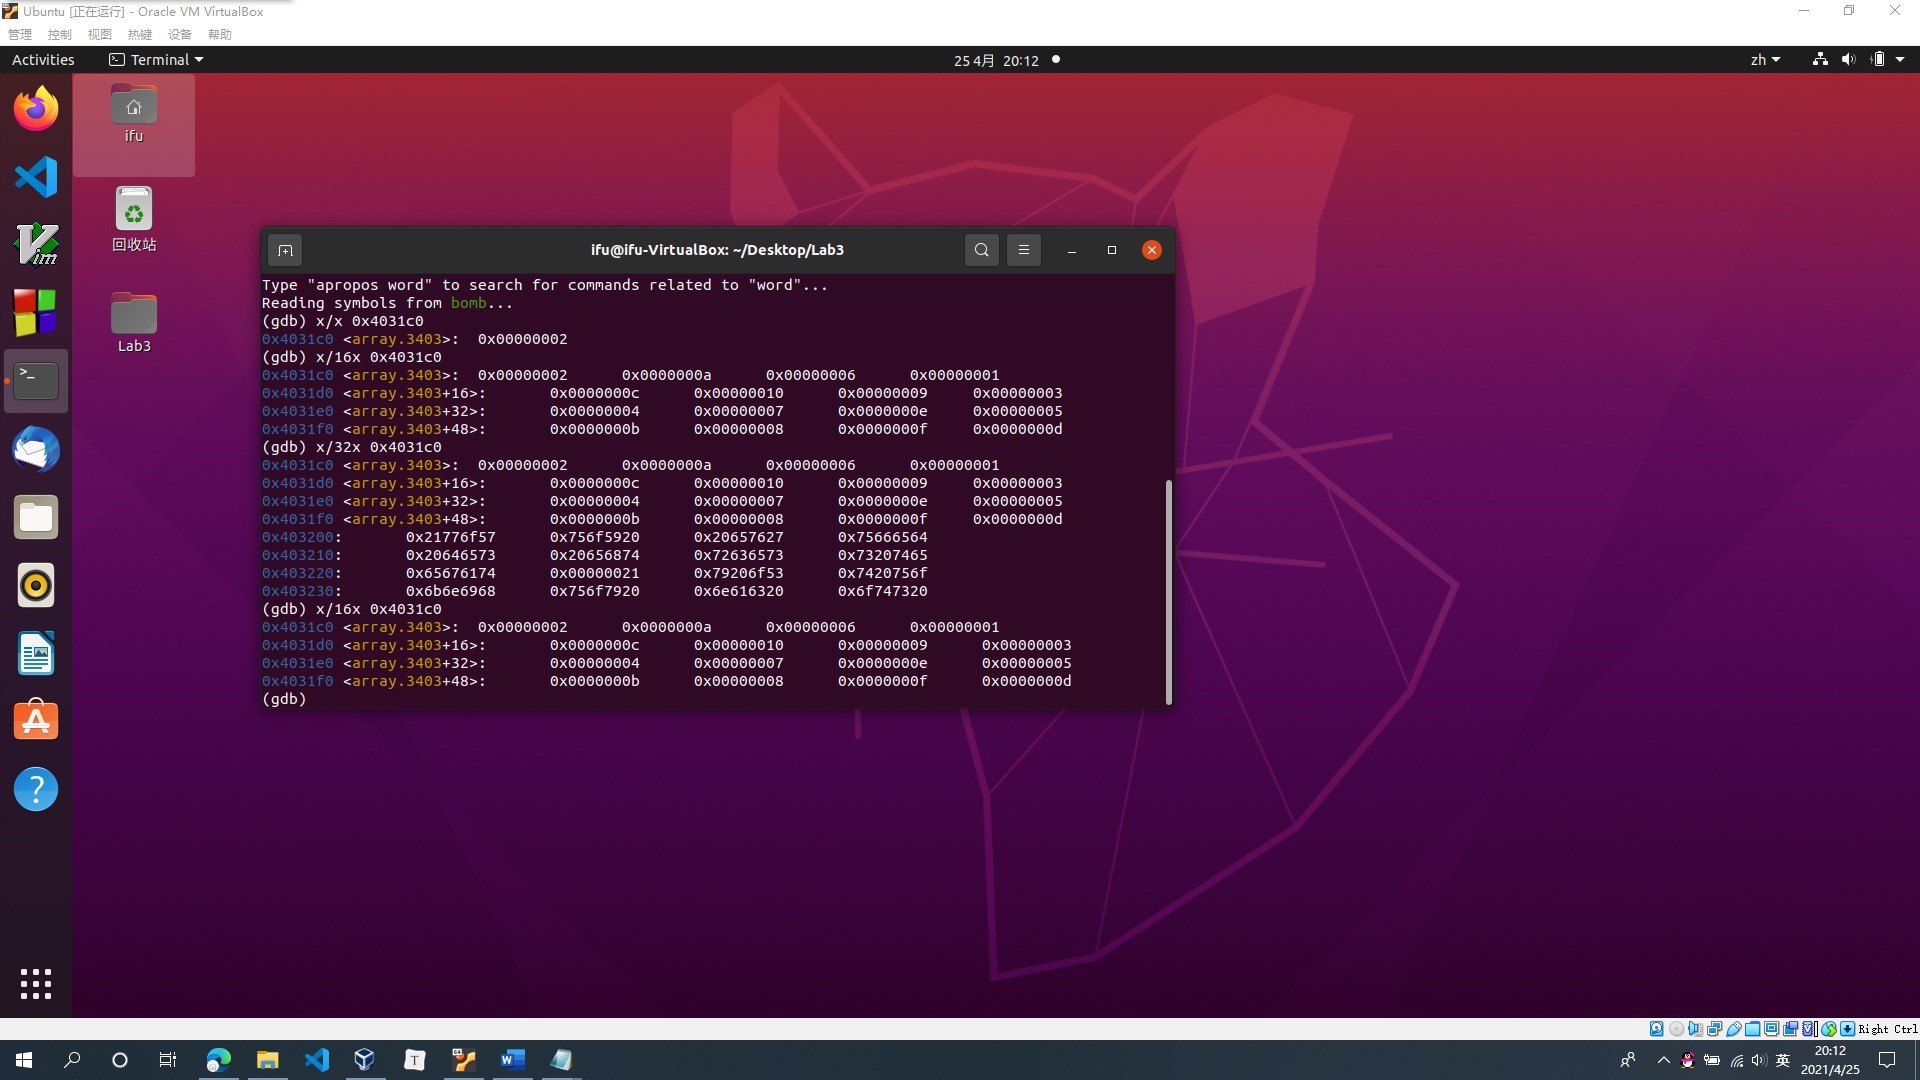 Ubuntu [正在运行] - Oracle VM VirtualBox
管理 控制 视图 热键 设备 帮助
Activities Terminal 25 4月 20:12 zh
ifu
回收站
Lab3
ifu@ifu-VirtualBox: ~/Desktop/Lab3
Type "apropos word" to search for commands related to "word"...
Reading symbols from bomb...
(gdb) x/x 0x4031c0
0x4031c0 <array.3403>: 0x00000002
(gdb) x/16x 0x4031c0
0x4031c0 <array.3403>: 0x00000002 0x0000000a 0x00000006 0x00000001
0x4031d0 <array.3403+16>: 0x0000000c 0x00000010 0x00000009 0x00000003
0x4031e0 <array.3403+32>: 0x00000004 0x00000007 0x0000000e 0x00000005
0x4031f0 <array.3403+48>: 0x0000000b 0x00000008 0x0000000f 0x0000000d
(gdb) x/32x 0x4031c0
0x4031c0 <array.3403>: 0x00000002 0x0000000a 0x00000006 0x00000001
0x4031d0 <array.3403+16>: 0x0000000c 0x00000010 0x00000009 0x00000003
0x4031e0 <array.3403+32>: 0x00000004 0x00000007 0x0000000e 0x00000005
0x4031f0 <array.3403+48>: 0x0000000b 0x00000008 0x0000000f 0x0000000d
0x403200: 0x21776f57 0x756f5920 0x20657627 0x75666564
0x403210: 0x20646573 0x20656874 0x72636573 0x73207465
0x403220: 0x65676174 0x00000021 0x79206f53 0x7420756f
0x403230: 0x6b6e6968 0x756f7920 0x6e616320 0x6f747320
(gdb) x/16x 0x4031c0
0x4031c0 <array.3403>: 0x00000002 0x0000000a 0x00000006 0x00000001
0x4031d0 <array.3403+16>: 0x0000000c 0x00000010 0x00000009 0x00000003
0x4031e0 <array.3403+32>: 0x00000004 0x00000007 0x0000000e 0x00000005
0x4031f0 <array.3403+48>: 0x0000000b 0x00000008 0x0000000f 0x0000000d
(gdb)
Right Ctrl
英
20:12
2021/4/25